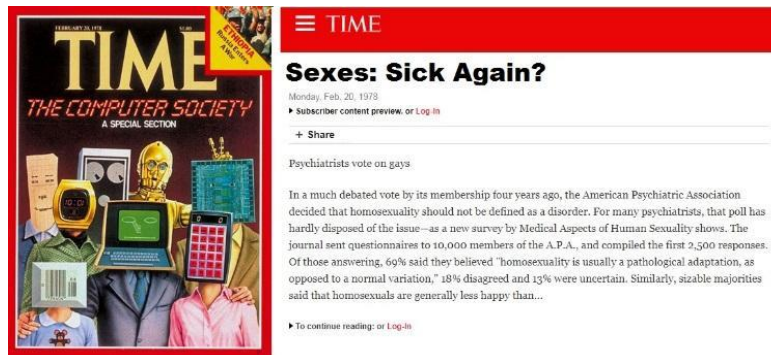 FEBRUARY 20, 1978
$1.00
ETHIOPIA
Russia Enters
A War
TIME
THE COMPUTER SOCIETY
A SPECIAL SECTION
TIME
Sexes: Sick Again?
Monday, Feb. 20, 1978
Subscriber content preview. or Log-In
+ Share
Psychiatrists vote on gays
In a much debated vote by its membership four years ago, the American Psychiatric Association
decided that homosexuality should not be defined as a disorder. For many psychiatrists, that poll has
hardly disposed of the issue—as a new survey by Medical Aspects of Human Sexuality shows. The
journal sent questionnaires to 10,000 members of the A.P.A., and compiled the first 2,500 responses.
Of those answering, 69% said they believed "homosexuality is usually a pathological adaptation, as
opposed to a normal variation," 18% disagreed and 13% were uncertain. Similarly, sizable majorities
said that homosexuals are generally less happy than...
To continue reading: or Log-In